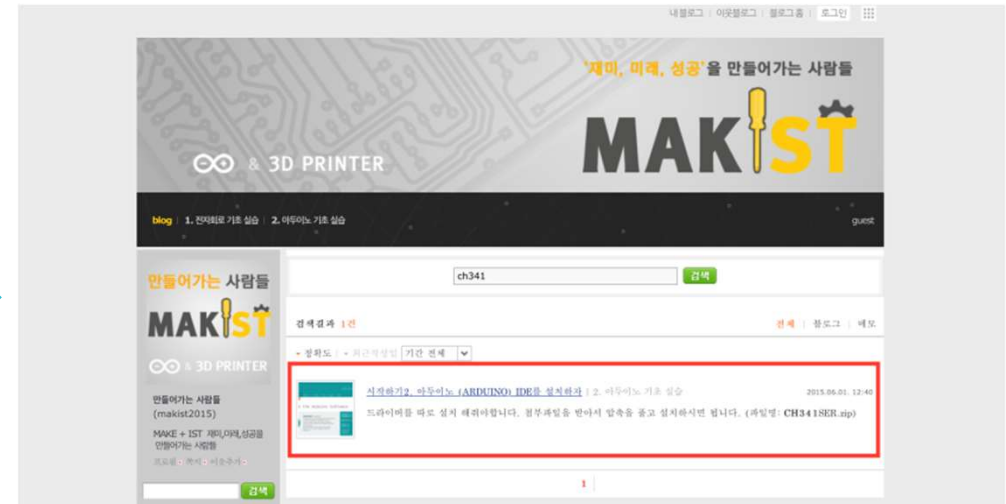 내블로그 | 이웃블로그 | 블로그홈 | 로그인
'재미, 미래, 성공'을 만들어가는 사람들
MAKIST
& 3D PRINTER
blog | 1. 전자회로 기초 실습 | 2. 아두이노 기초 실습
guest
만들어가는 사람들
MAKIST
& 3D PRINTER
만들어가는 사람들
(makist2015)
MAKE + IST 재미,미래,성공을
만들어가는 사람들
프로필 쪽지 이웃추가
검색
ch341 검색
검색결과 1건
전체 | 블로그 | 메모
정확도 | 최근작성일 기간 전체
시작하기2. 아두이노 (ARDUINO) IDE를 설치하자 | 2. 아두이노 기초 실습
2015.06.01. 12:40
드라이버를 따로 설치 해줘야합니다. 첨부파일을 받아서 압축을 풀고 설치하시면 됩니다. (파일명: CH341SER.zip)
1